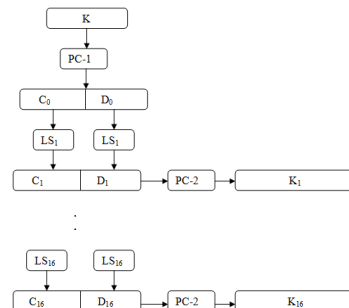 K
PC-1
C₀ D₀
LS₁ LS₁
C₁ D₁ PC-2 K₁
LS₁₆ LS₁₆
C₁₆ D₁₆ PC-2 K₁₆